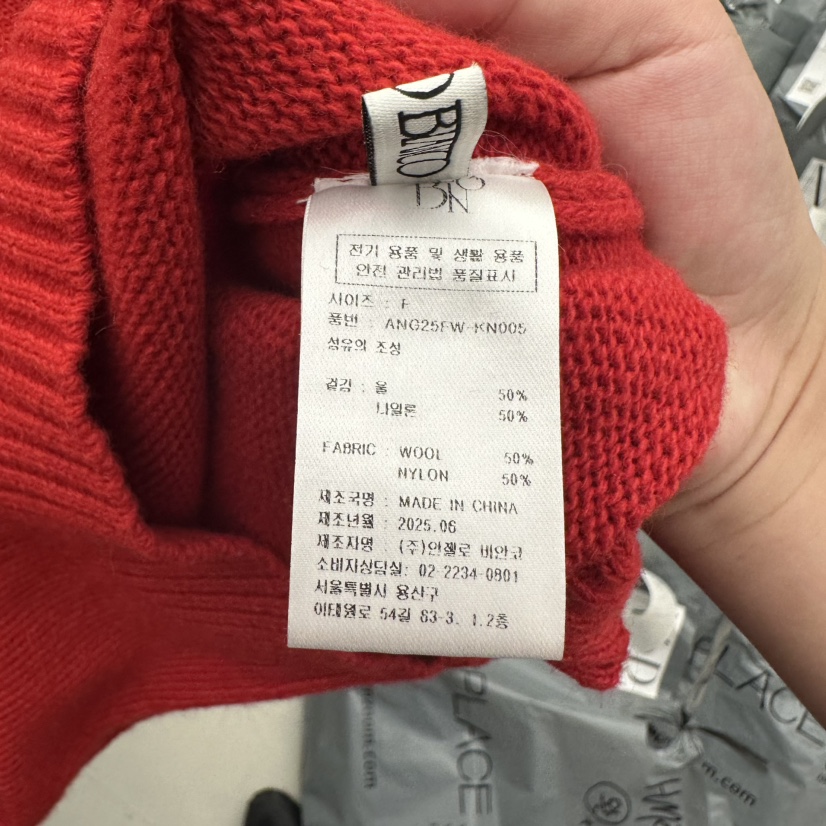 BIVICO
BN
전기 용품 및 생활 용품
안전 관리법 품질표시
사이즈 : F
품번 : ANG25FW-KN005
섬유의 조성
겉감 : 울 50%
나일론 50%
FABRIC : WOOL 50%
NYLON 50%
제조국명 : MADE IN CHINA
제조년월 : 2025.06
제조자명 : (주)안젤로 비안코
소비자상담실: 02-2234-0801
서울특별시 용산구
이태원로 54길 83-3. 1.2층
PLACE
LACE
m.com